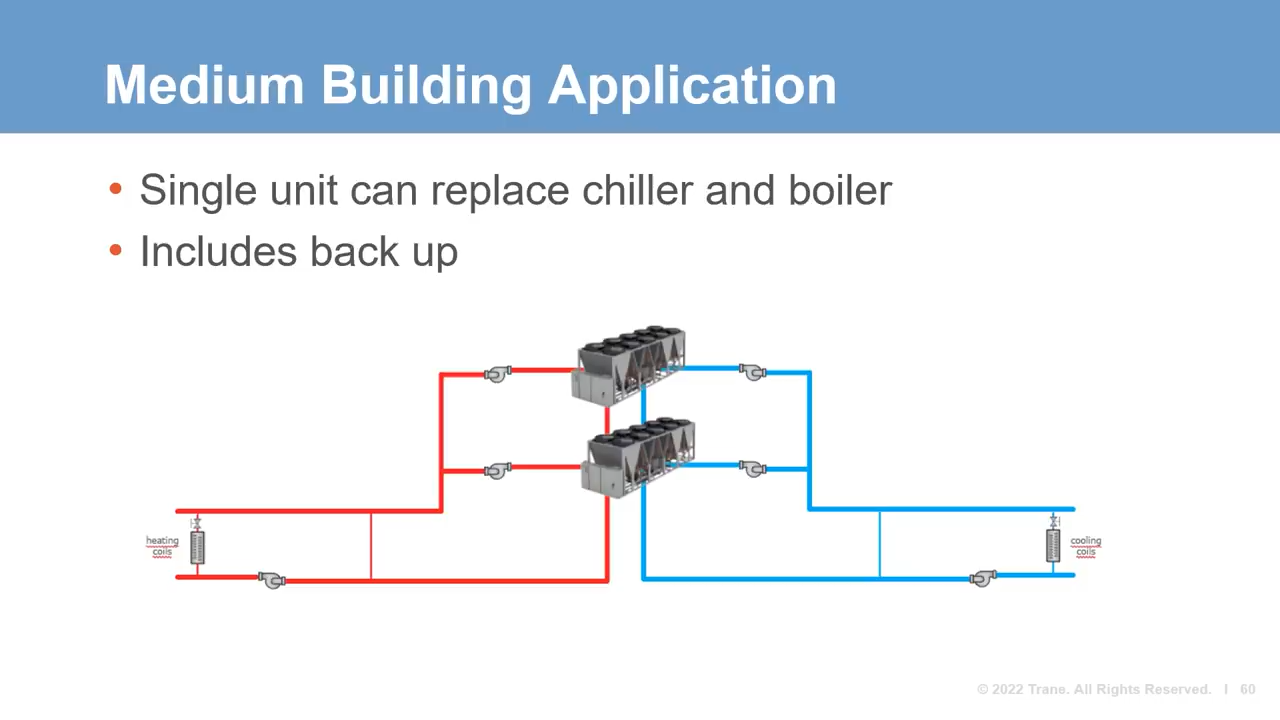 Medium Building Application
• Single unit can replace chiller and boiler
• Includes back up
heating
coils
cooling
coils
© 2022 Trane. All Rights Reserved. I 60